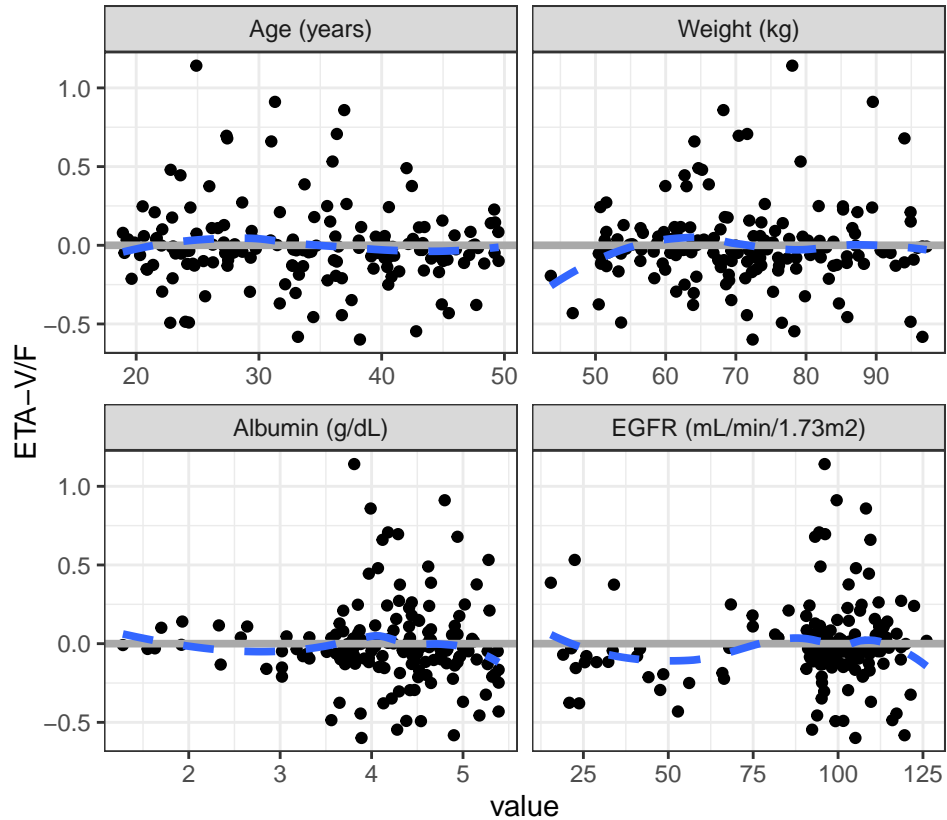 Age (years) Weight (kg)
1.0
0.5
0.0
−0.5
20 30 40 50 50 60 70 80 90
ETA−V/F
Albumin (g/dL) EGFR (mL/min/1.73m2)
1.0
0.5
0.0
−0.5
2 3 4 5 25 50 75 100 125
value